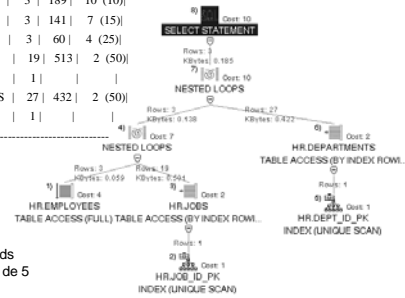 | 3 | 189 | 10 (10)|
| 3 | 141 | 7 (15)|
| 3 | 60 | 4 (25)|
| 19 | 513 | 2 (50)|
| 1 | | |
S | 27 | 432 | 2 (50)|
| 1 | | |
8) Cost: 10
SELECT STATEMENT
Rows: 3
KBytes: 0.185
7) Cost: 10
NESTED LOOPS
Rows: 3
KBytes: 0.138
Rows: 27
KBytes: 0.422
4) Cost: 7
NESTED LOOPS
6) Cost: 2
HR.DEPARTMENTS
TABLE ACCESS (BY INDEX ROWI...
Rows: 3
KBytes: 0.059
Rows: 19
KBytes: 0.501
1) Cost: 4
HR.EMPLOYEES
TABLE ACCESS (FULL)
3) Cost: 2
HR.JOBS
TABLE ACCESS (BY INDEX ROWI...
Rows: 1
5) Cost: 1
HR.DEPT_ID_PK
INDEX (UNIQUE SCAN)
Rows: 1
2) Cost: 1
HR.JOB_ID_PK
INDEX (UNIQUE SCAN)
ds
de 5